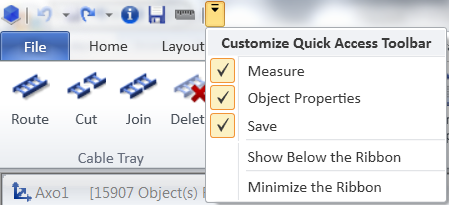 File Home Layou
Customize Quick Access Toolbar
Measure
Object Properties
Save
Show Below the Ribbon
Minimize the Ribbon
Route Cut Join Delet
Cable Tray
Axo1 [15907 Object(s)